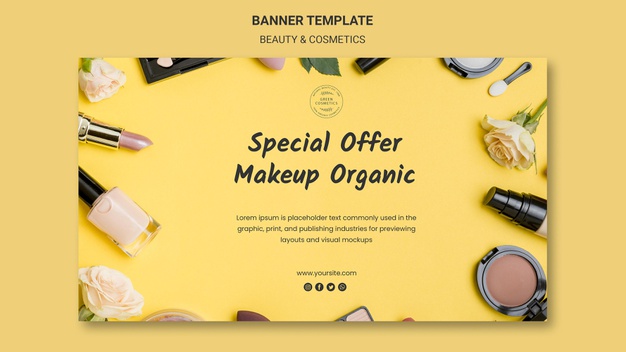 BANNER TEMPLATE
BEAUTY & COSMETICS
GREEN
COSMETICS
Special Offer
Makeup Organic
Lorem ipsum is placeholder text commonly used in the
graphic, print, and publishing industries for previewing
layouts and visual mockups
www.yoursite.com